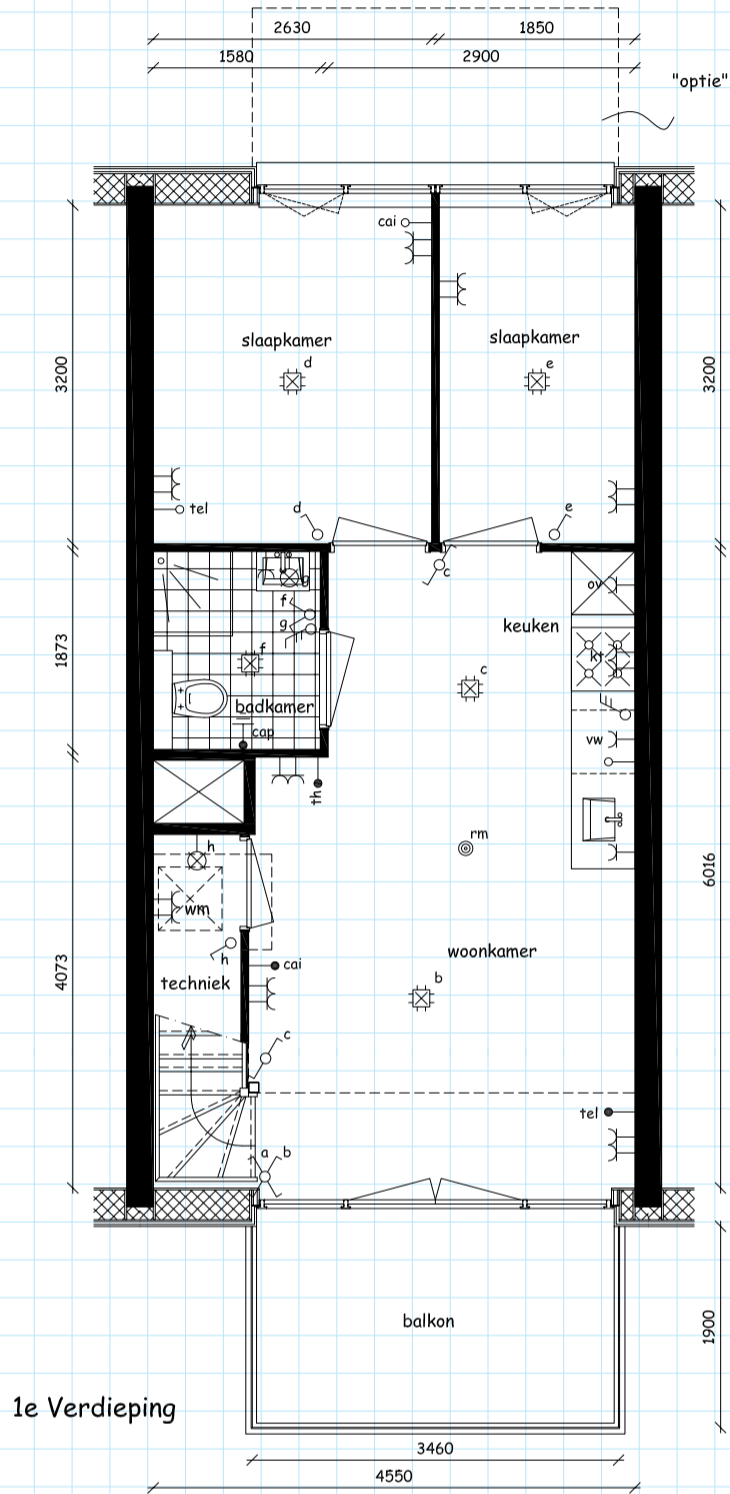 2630
1850
1580
2900
"optie"
cai
slaapkamer
slaapkamer
d
e
3200
3200
tel
d
e
c
ov
g
f
g
keuken
f
kt
1873
c
badkamer
cap
vw
th
rm
h
6016
wm
woonkamer
h
cai
4073
techniek
b
c
tel
a
b
balkon
1900
1e Verdieping
3460
4550